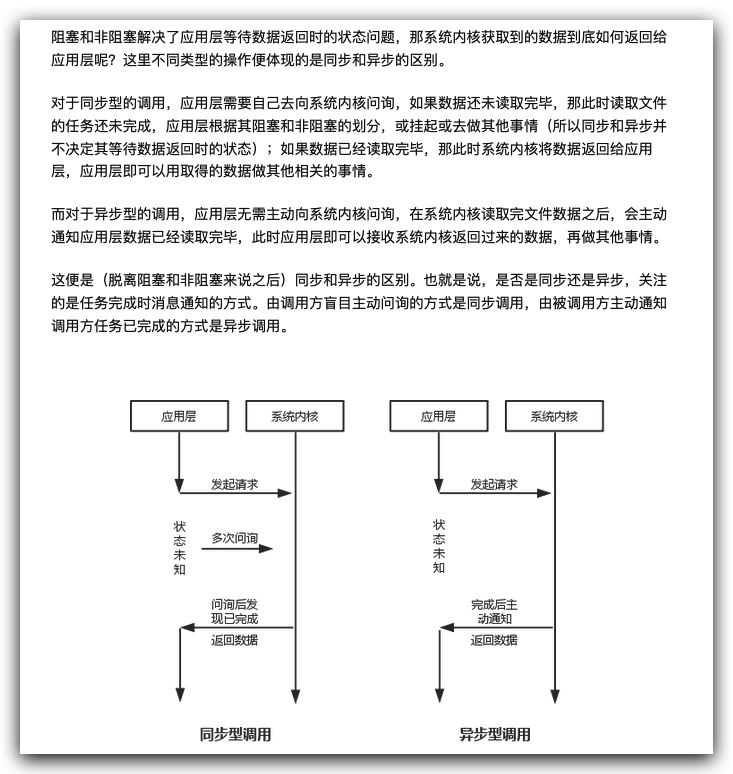 阻塞和非阻塞解决了应用层等待数据返回时的状态问题，那系统内核获取到的数据到底如何返回给
应用层呢？这里不同类型的操作便体现的是同步和异步的区别。
对于同步型的调用，应用层需要自己去向系统内核问询，如果数据还未读取完毕，那此时读取文件
的任务还未完成，应用层根据其阻塞和非阻塞的划分，或挂起或去做其他事情（所以同步和异步并
不决定其等待数据返回时的状态）；如果数据已经读取完毕，那此时系统内核将数据返回给应用
层，应用层即可以用取得的数据做其他相关的事情。
而对于异步型的调用，应用层无需主动向系统内核问询，在系统内核读取完文件数据之后，会主动
通知应用层数据已经读取完毕，此时应用层即可以接收系统内核返回过来的数据，再做其他事情。
这便是（脱离阻塞和非阻塞来说之后）同步和异步的区别。也就是说，是否是同步还是异步，关注
的是任务完成时消息通知的方式。由调用方盲目主动问询的方式是同步调用，由被调用方主动通知
调用方任务已完成的方式是异步调用。
应用层
系统内核
发起请求
状
态
未
知
多次问询
问询后发
现已完成
返回数据
同步型调用
应用层
系统内核
发起请求
状
态
未
知
完成后主
动通知
返回数据
异步型调用